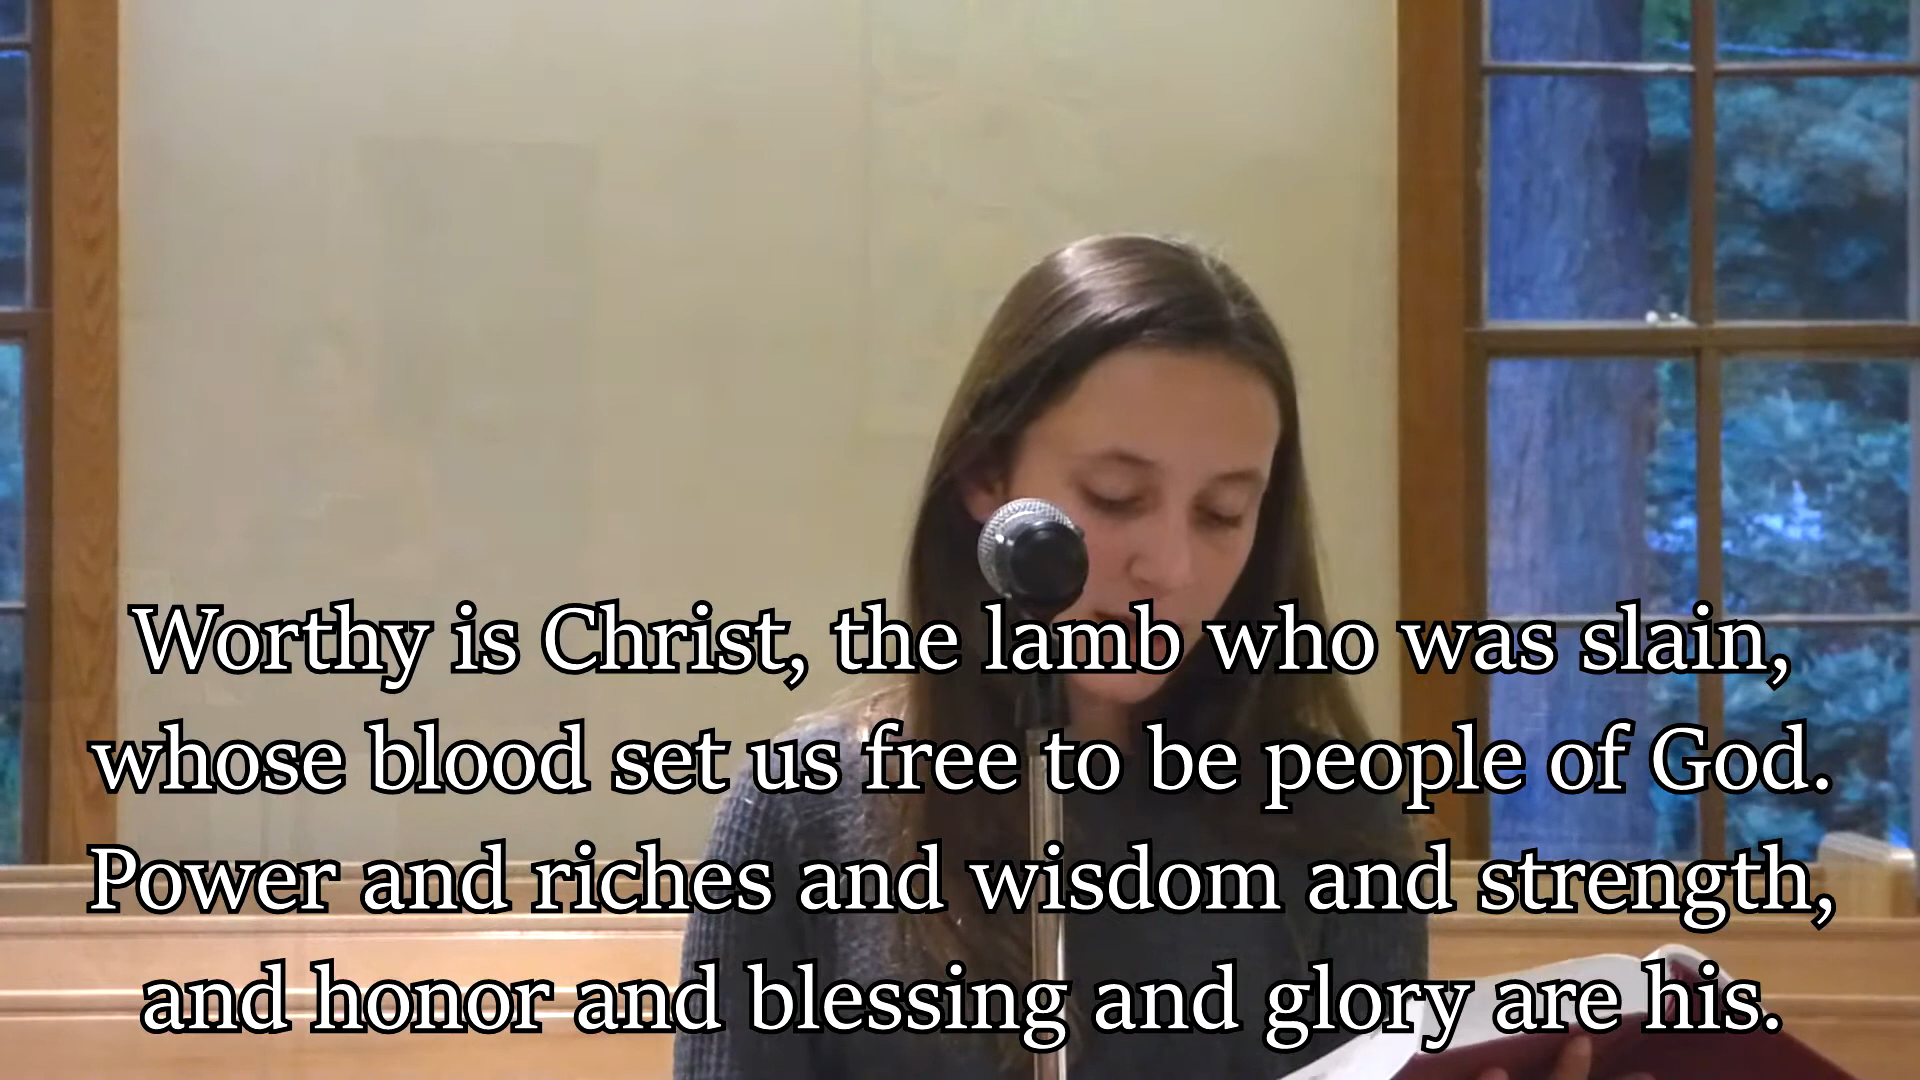 Worthy is Christ, the lamb who was slain,
whose blood set us free to be people of God.
Power and riches and wisdom and strength,
and honor and blessing and glory are his.